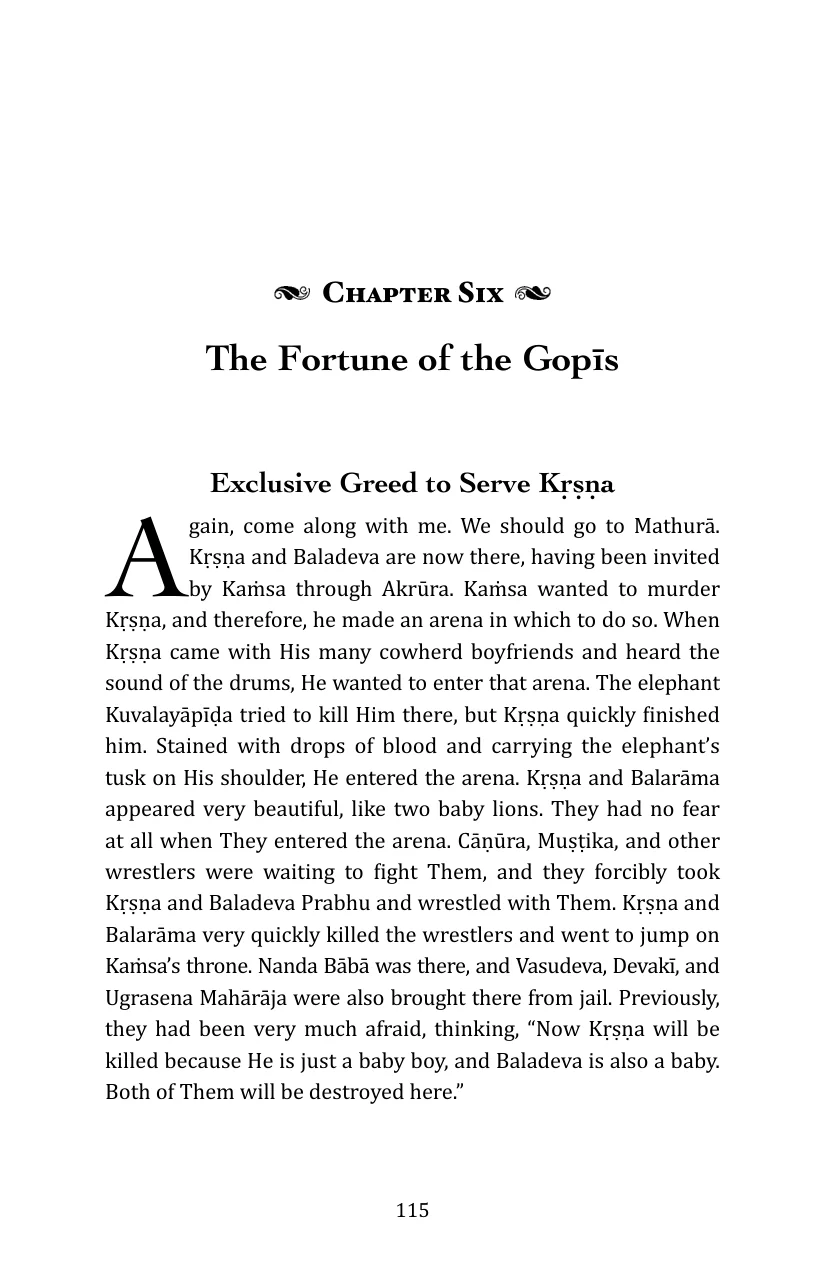 Chapter Six
The Fortune of the Gopīs
Exclusive Greed to Serve Kṛṣṇa
Again, come along with me. We should go to Mathurā.
Kṛṣṇa and Baladeva are now there, having been invited
by Kaṁsa through Akrūra. Kaṁsa wanted to murder
Kṛṣṇa, and therefore, he made an arena in which to do so. When
Kṛṣṇa came with His many cowherd boyfriends and heard the
sound of the drums, He wanted to enter that arena. The elephant
Kuvalayāpīḍa tried to kill Him there, but Kṛṣṇa quickly finished
him. Stained with drops of blood and carrying the elephant’s
tusk on His shoulder, He entered the arena. Kṛṣṇa and Balarāma
appeared very beautiful, like two baby lions. They had no fear
at all when They entered the arena. Cāṇūra, Muṣṭika, and other
wrestlers were waiting to fight Them, and they forcibly took
Kṛṣṇa and Baladeva Prabhu and wrestled with Them. Kṛṣṇa and
Balarāma very quickly killed the wrestlers and went to jump on
Kaṁsa’s throne. Nanda Bābā was there, and Vasudeva, Devakī, and
Ugrasena Mahārāja were also brought there from jail. Previously,
they had been very much afraid, thinking, “Now Kṛṣṇa will be
killed because He is just a baby boy, and Baladeva is also a baby.
Both of Them will be destroyed here.”
115